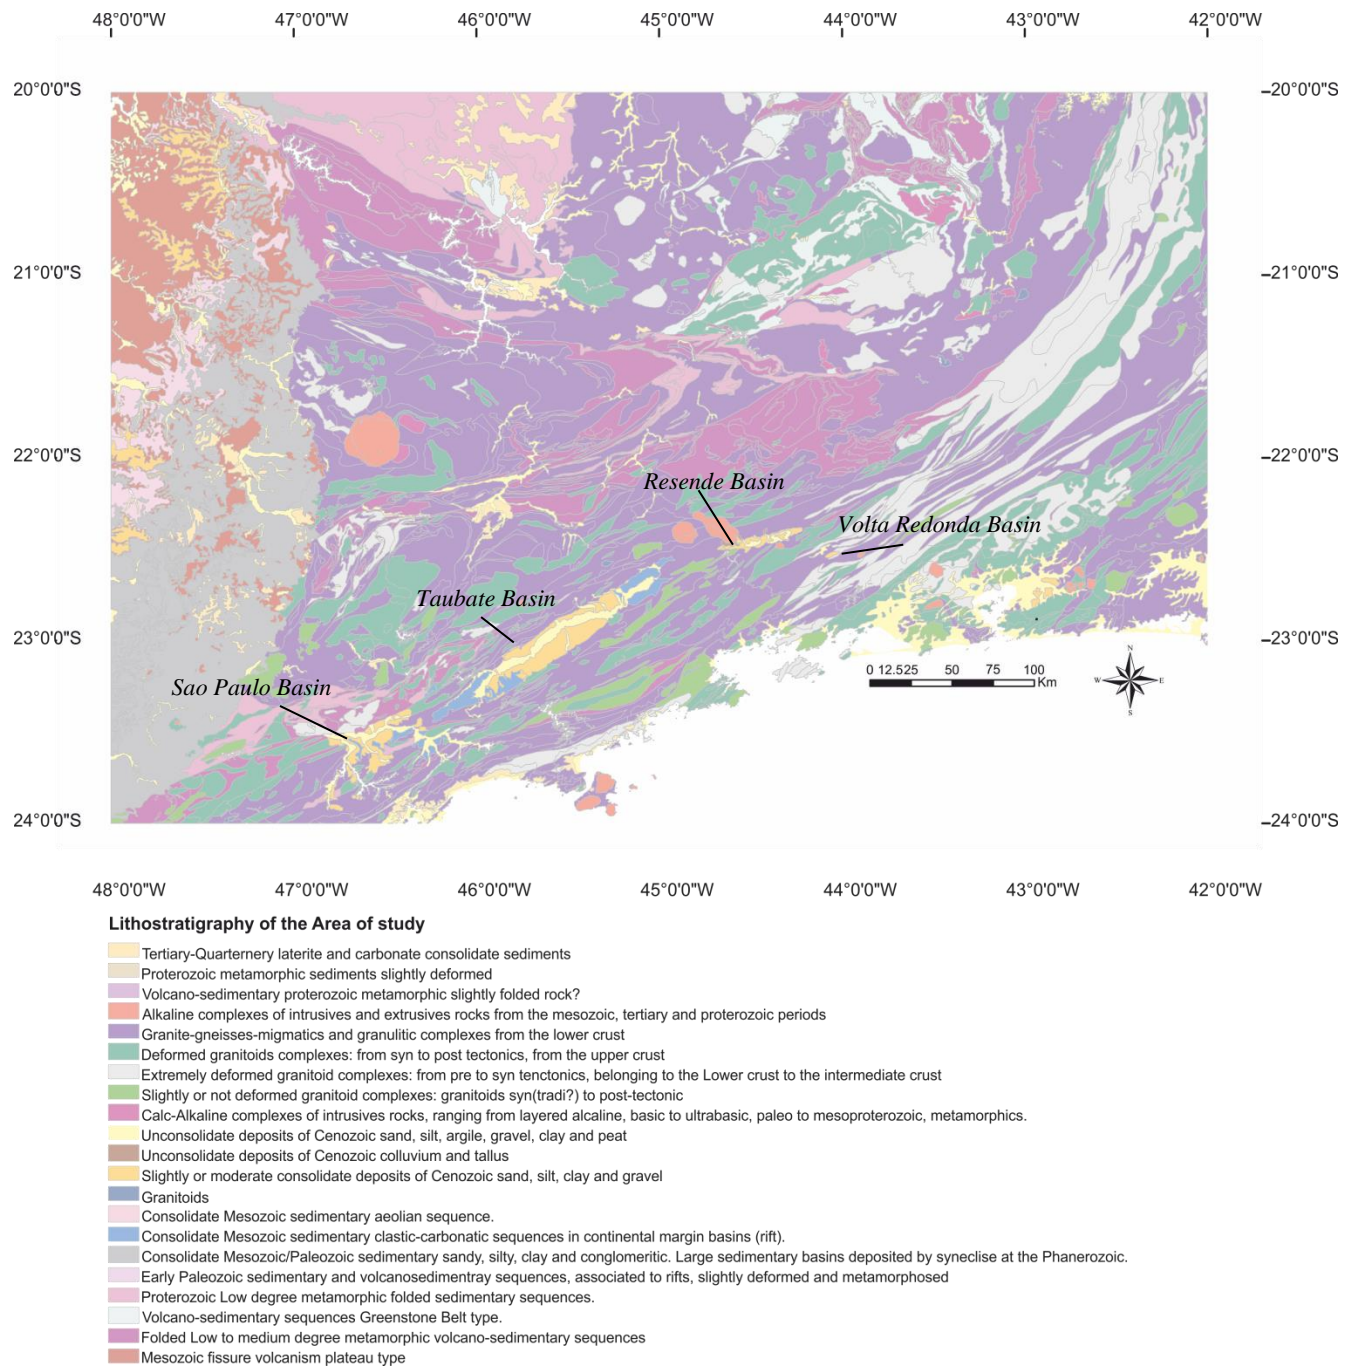 48°0'0"W 47°0'0"W 46°0'0"W 45°0'0"W 44°0'0"W 43°0'0"W 42°0'0"W
20°0'0"S 20°0'0"S
21°0'0"S 21°0'0"S
22°0'0"S 22°0'0"S
Resende Basin
Volta Redonda Basin
Taubate Basin
23°0'0"S 23°0'0"S
N
W E
S
0 12.525 50 75 100
Km
Sao Paulo Basin
24°0'0"S 24°0'0"S
48°0'0"W 47°0'0"W 46°0'0"W 45°0'0"W 44°0'0"W 43°0'0"W 42°0'0"W
Lithostratigraphy of the Area of study
Tertiary-Quarternery laterite and carbonate consolidate sediments
Proterozoic metamorphic sediments slightly deformed
Volcano-sedimentary proterozoic metamorphic slightly folded rock?
Alkaline complexes of intrusives and extrusives rocks from the mesozoic, tertiary and proterozoic periods
Granite-gneisses-migmatics and granulitic complexes from the lower crust
Deformed granitoids complexes: from syn to post tectonics, from the upper crust
Extremely deformed granitoid complexes: from pre to syn tenctonics, belonging to the Lower crust to the intermediate crust
Slightly or not deformed granitoid complexes: granitoids syn(tradi?) to post-tectonic
Calc-Alkaline complexes of intrusives rocks, ranging from layered alcaline, basic to ultrabasic, paleo to mesoproterozoic, metamorphics.
Unconsolidate deposits of Cenozoic sand, silt, argile, gravel, clay and peat
Unconsolidate deposits of Cenozoic colluvium and tallus
Slightly or moderate consolidate deposits of Cenozoic sand, silt, clay and gravel
Granitoids
Consolidate Mesozoic sedimentary aeolian sequence.
Consolidate Mesozoic sedimentary clastic-carbonatic sequences in continental margin basins (rift).
Consolidate Mesozoic/Paleozoic sedimentary sandy, silty, clay and conglomeritic. Large sedimentary basins deposited by syneclise at the Phanerozoic.
Early Paleozoic sedimentary and volcanosedimentray sequences, associated to rifts, slightly deformed and metamorphosed
Proterozoic Low degree metamorphic folded sedimentary sequences.
Volcano-sedimentary sequences Greenstone Belt type.
Folded Low to medium degree metamorphic volcano-sedimentary sequences
Mesozoic fissure volcanism plateau type